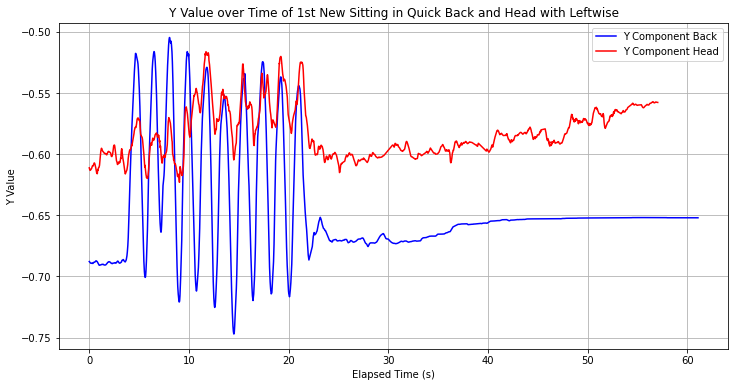 Y Value over Time of 1st New Sitting in Quick Back and Head with Leftwise
Y Component Back
Y Component Head
−0.50
−0.55
−0.60
−0.65
−0.70
−0.75
Y Value
0 10 20 30 40 50 60
Elapsed Time (s)